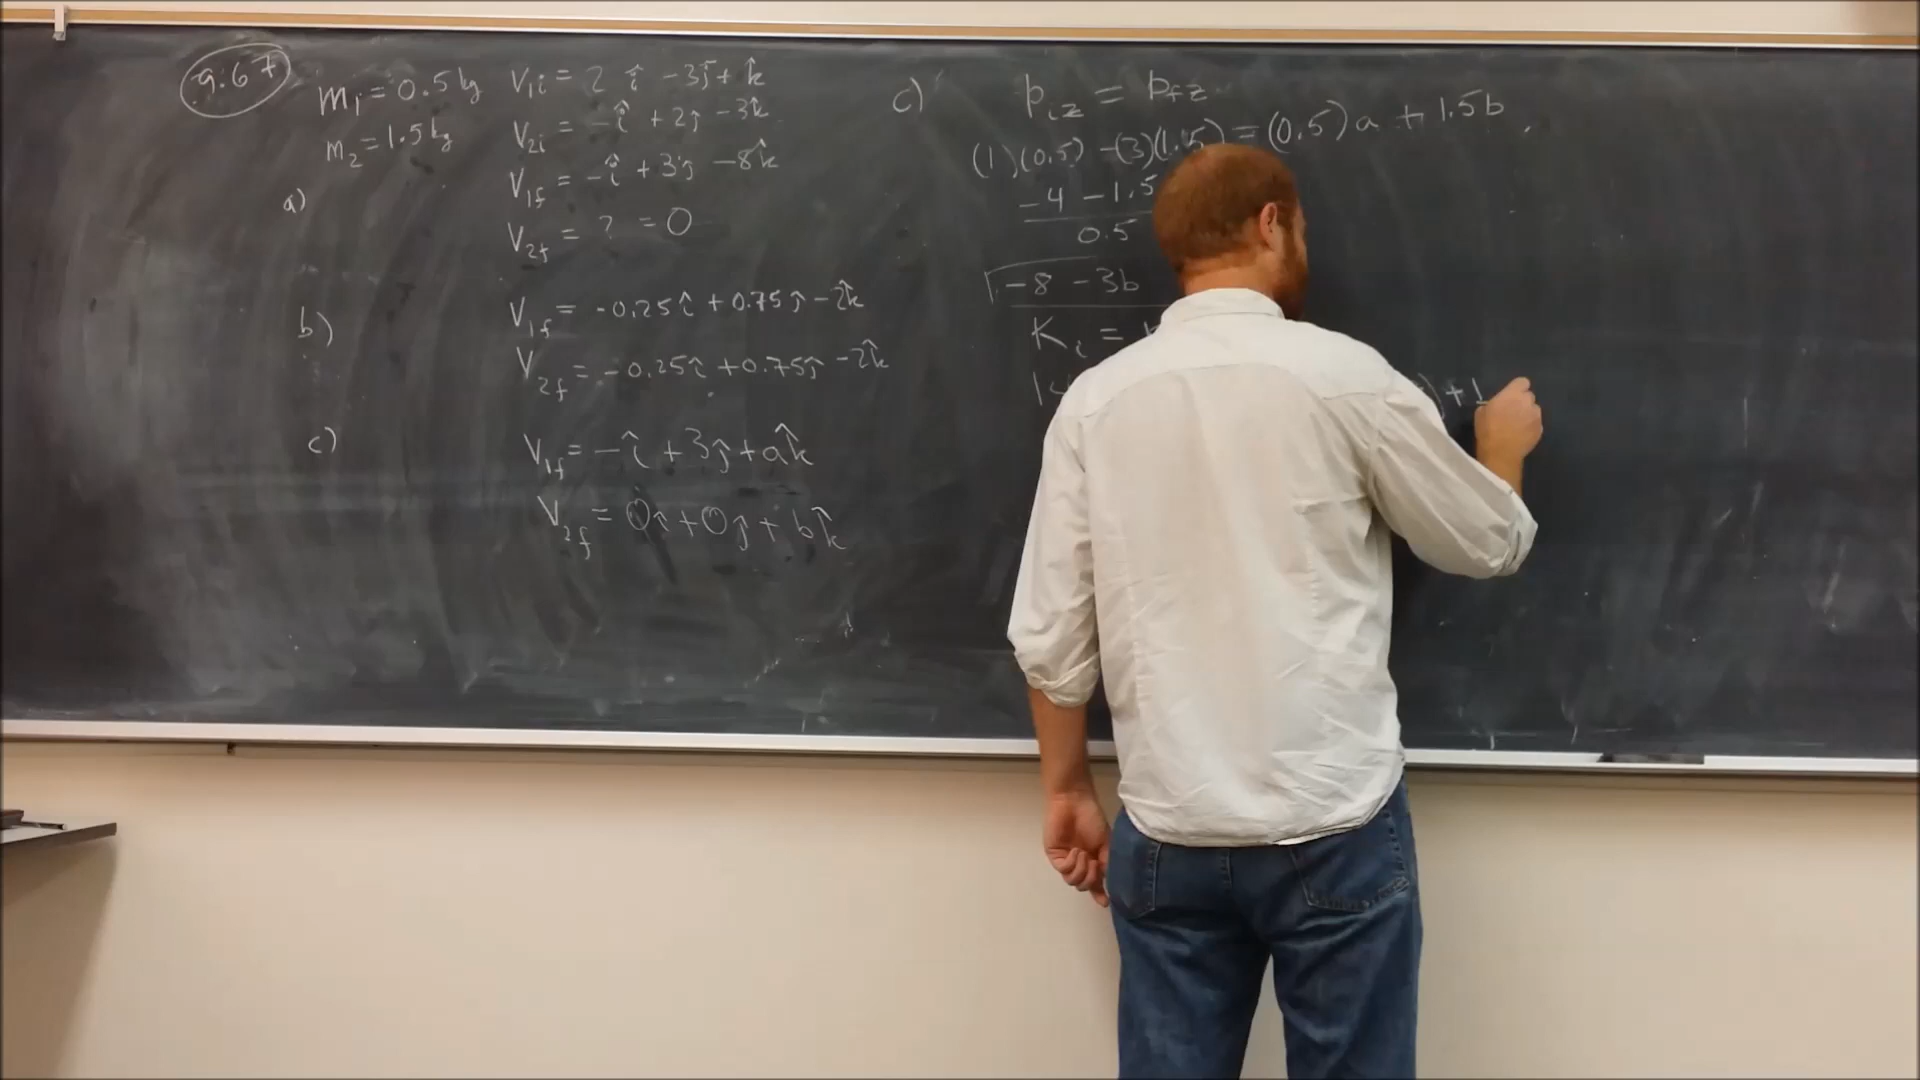 9.67
m₁ = 0.5 kg
m₂ = 1.5 kg
V₁ᵢ = 2 î - 3ĵ + k̂
V₂ᵢ = -î + 2ĵ - 3k̂
a)
V₁f = -î + 3ĵ - 8k̂
V₂f = ? = 0
b)
V₁f = -0.25î + 0.75ĵ - 2k̂
V₂f = -0.25î + 0.75ĵ - 2k̂
c)
V₁f = -î + 3ĵ + ak̂
V₂f = 0î + 0ĵ + bk̂
c)
pᵢz = pfz
(1)(0.5) - (3)(1.5) = (0.5)a + 1.5b
-4 - 1.5
0.5
-8 - 3b
Kᵢ =
) + 1